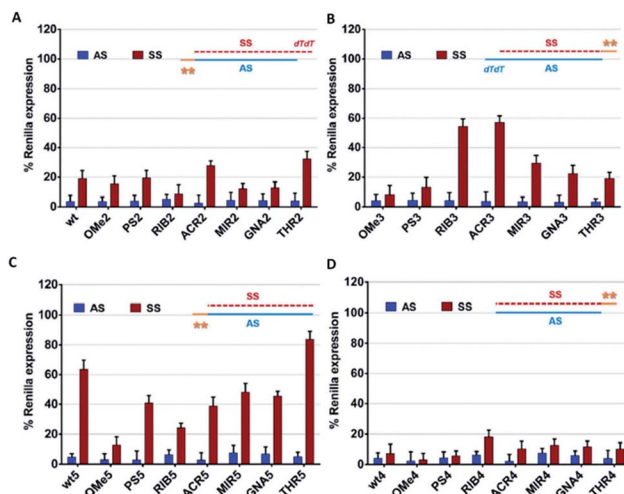 A
AS SS
SS dTdT
** AS
% Renilla expression
100
80
60
40
20
0
wt OMe2 PS2 RIB2 ACR2 MIR2 GNA2 THR2
B
AS SS
SS **
dTdT AS
% Renilla expression
100
80
60
40
20
0
OMe3 PS3 RIB3 ACR3 MIR3 GNA3 THR3
C
AS SS
SS
** AS
% Renilla expression
120
100
80
60
40
20
0
wt5 OMe5 PS5 RIB5 ACR5 MIR5 GNA5 THR5
D
AS SS
SS **
AS
% Renilla expression
120
100
80
60
40
20
0
wt4 OMe4 PS4 RIB4 ACR4 MIR4 GNA4 THR4